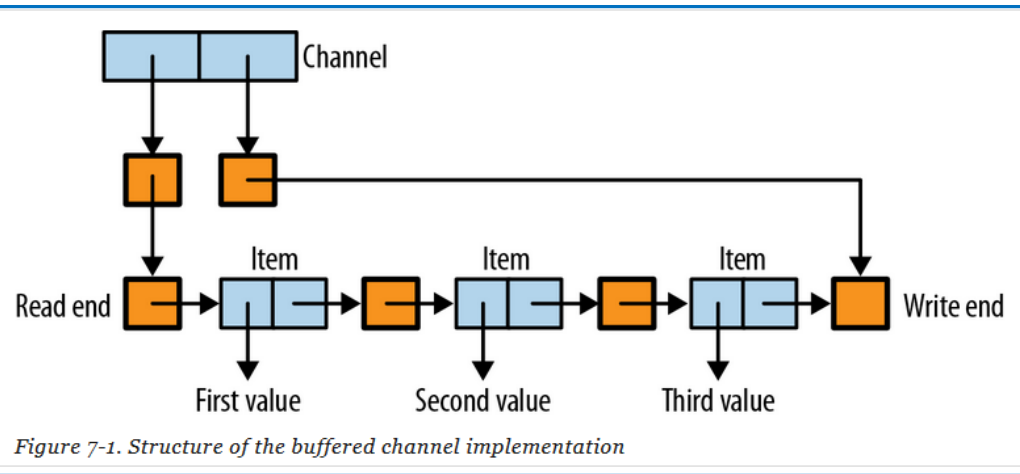 Channel
Item Item Item
Read end Write end
First value Second value Third value
Figure 7-1. Structure of the buffered channel implementation